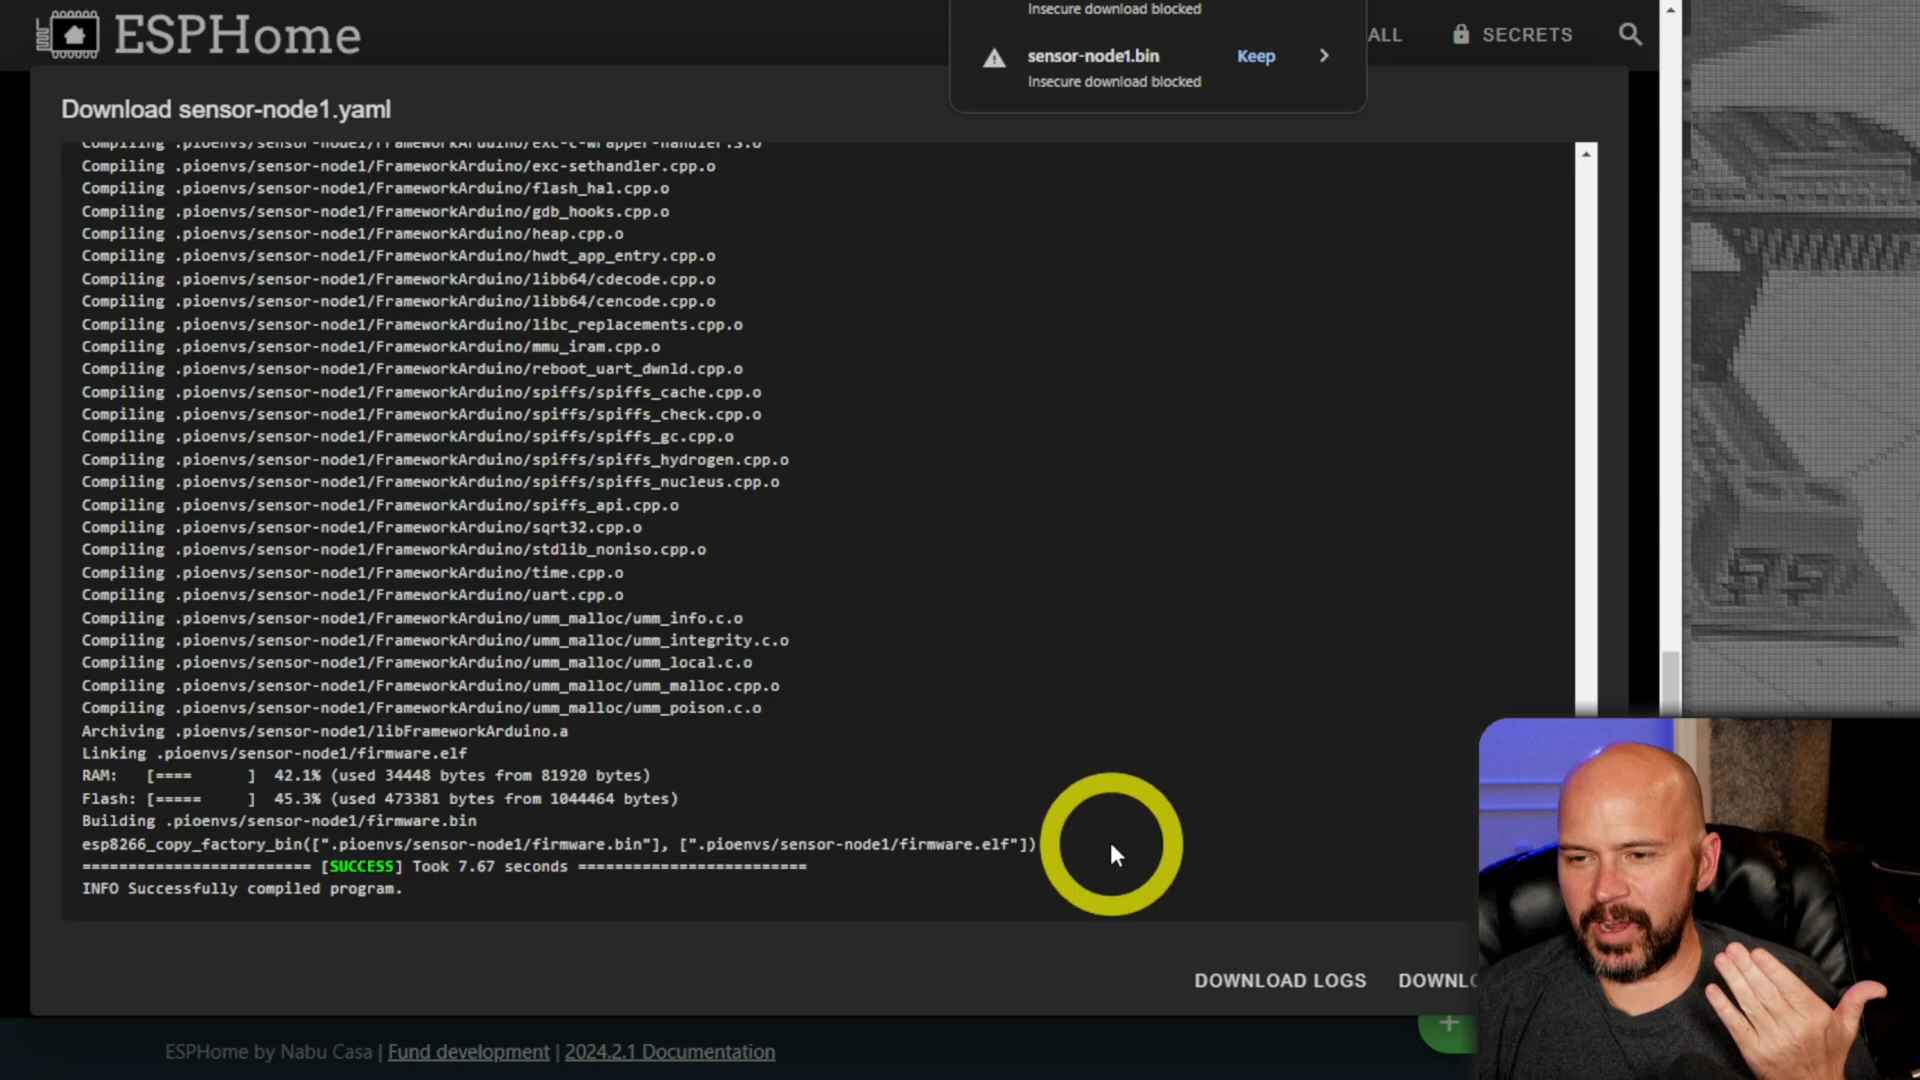 ESPHome
Insecure download blocked
sensor-node1.bin
Keep
Insecure download blocked
ALL
SECRETS
Download sensor-node1.yaml
Compiling .pioenvs/sensor-node1/FrameworkArduino/exc-c-wrapper-handler.S.o
Compiling .pioenvs/sensor-node1/FrameworkArduino/exc-sethandler.cpp.o
Compiling .pioenvs/sensor-node1/FrameworkArduino/flash_hal.cpp.o
Compiling .pioenvs/sensor-node1/FrameworkArduino/gdb_hooks.cpp.o
Compiling .pioenvs/sensor-node1/FrameworkArduino/heap.cpp.o
Compiling .pioenvs/sensor-node1/FrameworkArduino/hwdt_app_entry.cpp.o
Compiling .pioenvs/sensor-node1/FrameworkArduino/libb64/cdecode.cpp.o
Compiling .pioenvs/sensor-node1/FrameworkArduino/libb64/cencode.cpp.o
Compiling .pioenvs/sensor-node1/FrameworkArduino/libc_replacements.cpp.o
Compiling .pioenvs/sensor-node1/FrameworkArduino/mmu_iram.cpp.o
Compiling .pioenvs/sensor-node1/FrameworkArduino/reboot_uart_dwnld.cpp.o
Compiling .pioenvs/sensor-node1/FrameworkArduino/spiffs/spiffs_cache.cpp.o
Compiling .pioenvs/sensor-node1/FrameworkArduino/spiffs/spiffs_check.cpp.o
Compiling .pioenvs/sensor-node1/FrameworkArduino/spiffs/spiffs_gc.cpp.o
Compiling .pioenvs/sensor-node1/FrameworkArduino/spiffs/spiffs_hydrogen.cpp.o
Compiling .pioenvs/sensor-node1/FrameworkArduino/spiffs/spiffs_nucleus.cpp.o
Compiling .pioenvs/sensor-node1/FrameworkArduino/spiffs_api.cpp.o
Compiling .pioenvs/sensor-node1/FrameworkArduino/sqrt32.cpp.o
Compiling .pioenvs/sensor-node1/FrameworkArduino/stdlib_noniso.cpp.o
Compiling .pioenvs/sensor-node1/FrameworkArduino/time.cpp.o
Compiling .pioenvs/sensor-node1/FrameworkArduino/uart.cpp.o
Compiling .pioenvs/sensor-node1/FrameworkArduino/umm_malloc/umm_info.c.o
Compiling .pioenvs/sensor-node1/FrameworkArduino/umm_malloc/umm_integrity.c.o
Compiling .pioenvs/sensor-node1/FrameworkArduino/umm_malloc/umm_local.c.o
Compiling .pioenvs/sensor-node1/FrameworkArduino/umm_malloc/umm_malloc.cpp.o
Compiling .pioenvs/sensor-node1/FrameworkArduino/umm_malloc/umm_poison.c.o
Archiving .pioenvs/sensor-node1/libFrameworkArduino.a
Linking .pioenvs/sensor-node1/firmware.elf
RAM:   [====      ]  42.1% (used 34448 bytes from 81920 bytes)
Flash: [=====     ]  45.3% (used 473381 bytes from 1044464 bytes)
Building .pioenvs/sensor-node1/firmware.bin
esp8266_copy_factory_bin([".pioenvs/sensor-node1/firmware.bin"], [".pioenvs/sensor-node1/firmware.elf"])
========================= [SUCCESS] Took 7.67 seconds =========================
INFO Successfully compiled program.
DOWNLOAD LOGS
DOWNLO
ESPHome by Nabu Casa | Fund development | 2024.2.1 Documentation